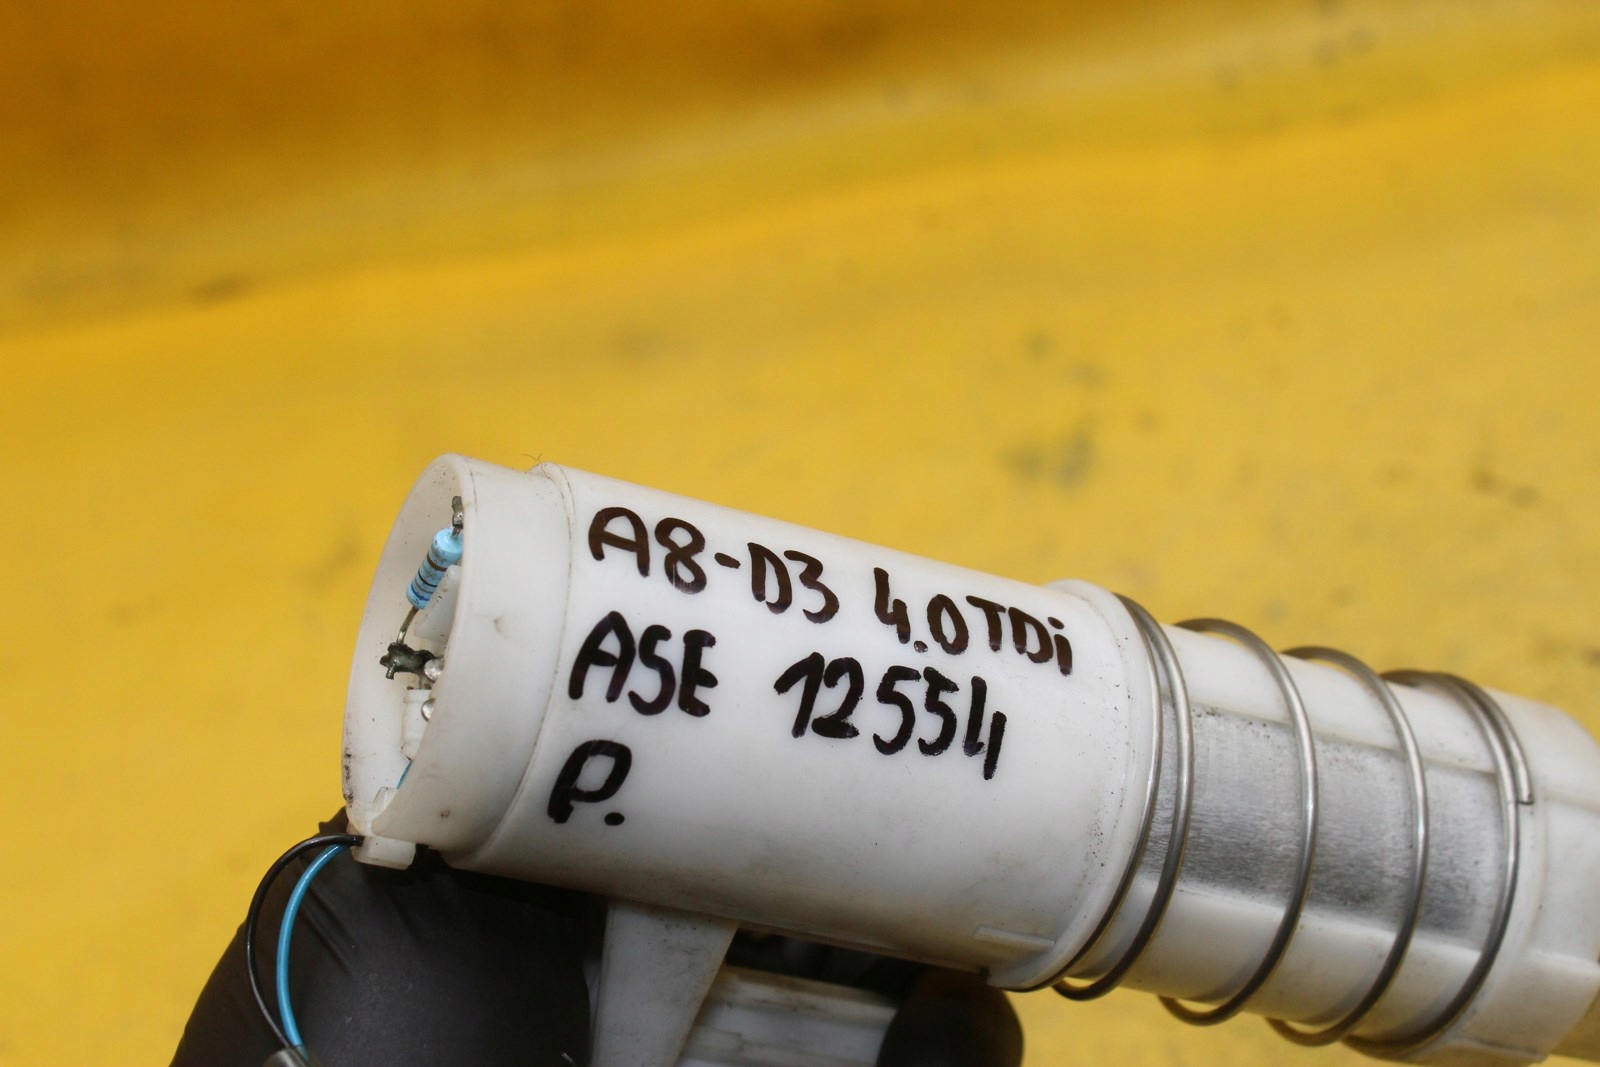 A8-D3 4.0TDi
ASE 12554
P.